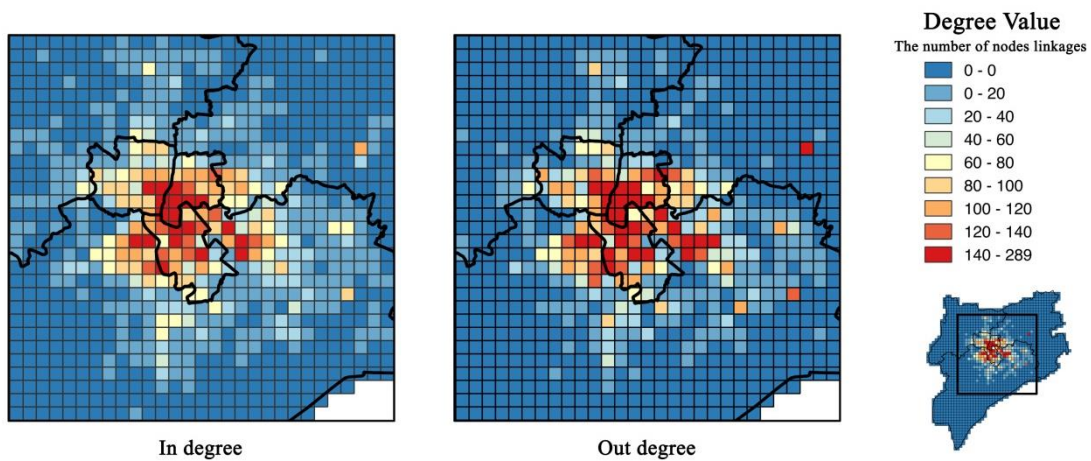 Degree Value
The number of nodes linkages
0 - 0
0 - 20
20 - 40
40 - 60
60 - 80
80 - 100
100 - 120
120 - 140
140 - 289
In degree
Out degree